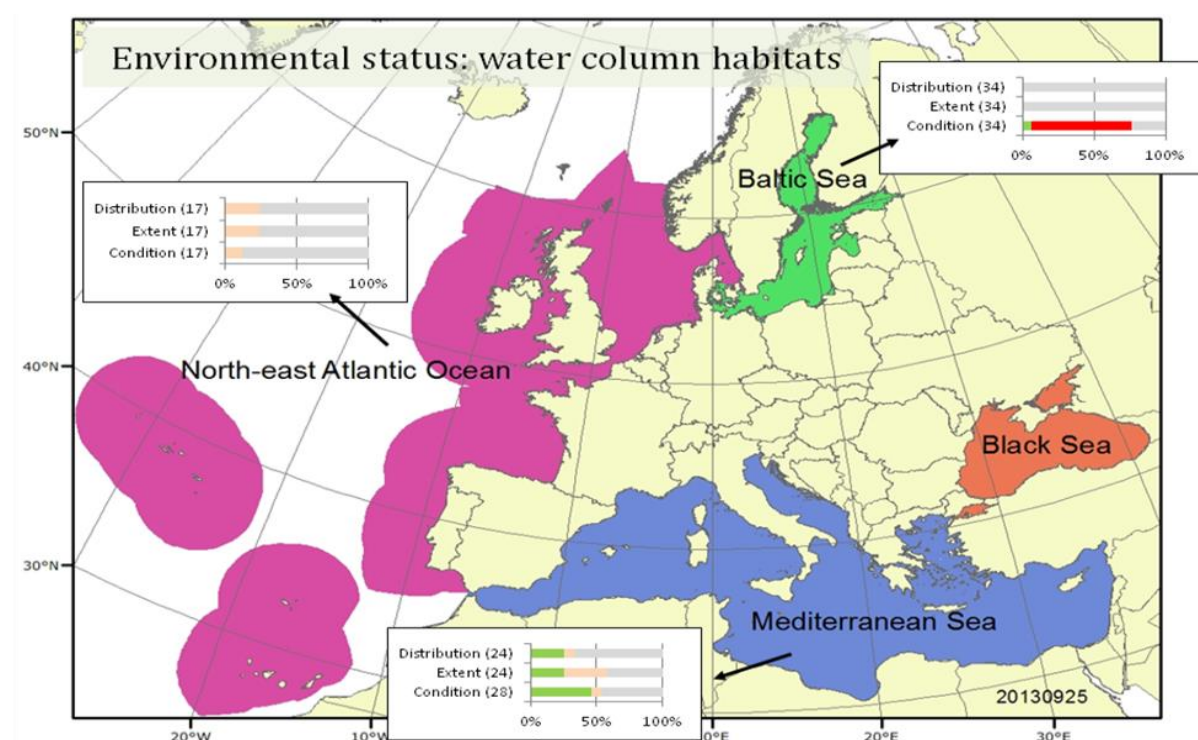 Environmental status: water column habitats
Distribution (34)
Extent (34)
Condition (34)
0% 50% 100%
50°N
Baltic Sea
Distribution (17)
Extent (17)
Condition (17)
0% 50% 100%
40°N
North-east Atlantic Ocean
Black Sea
30°N
Mediterranean Sea
Distribution (24)
Extent (24)
Condition (28)
0% 50% 100%
20130925
20°W 10°W 0°E 20°E 30°E